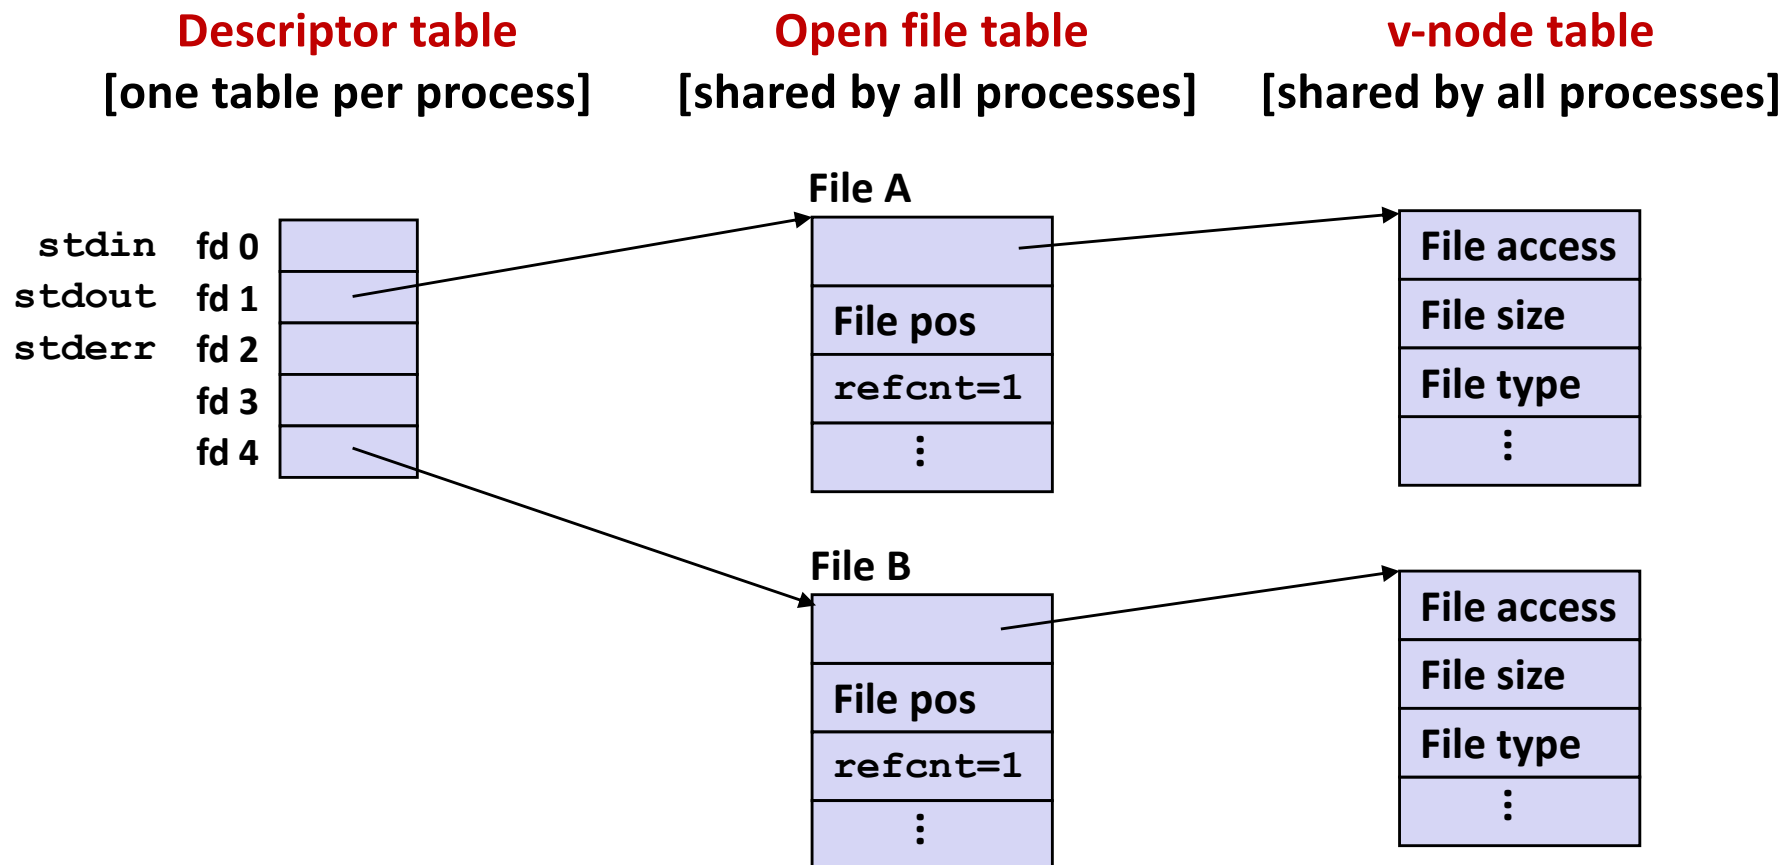 Descriptor table
[one table per process]
Open file table
[shared by all processes]
v-node table
[shared by all processes]
stdin fd 0
stdout fd 1
stderr fd 2
fd 3
fd 4
File A
File pos
refcnt=1
⋮
File access
File size
File type
⋮
File B
File pos
refcnt=1
⋮
File access
File size
File type
⋮